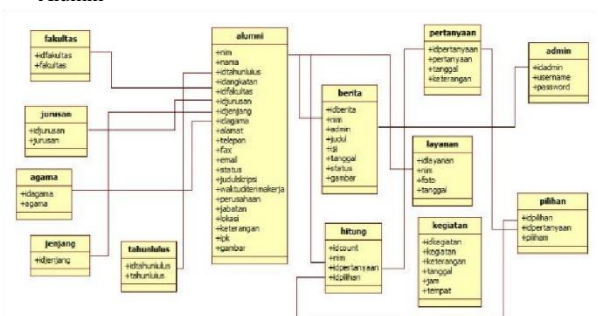 Alumni
fakultas
+idfakultas
+fakultas
jurusan
+idjurusan
+jurusan
agama
+idagama
+agama
jenjang
+idjenjang
tahunlulus
+idtahunlulus
+tahunlulus
alumni
+nim
+nama
+idtahunlulus
+idangkatan
+idfakultas
+idjurusan
+idjenjang
+idagama
+alamat
+telepon
+fax
+email
+status
+judulskripsi
+waktuditerimakerja
+perusahaan
+jabatan
+lokasi
+keterangan
+ipk
+gambar
berita
+idberita
+nim
+admin
+judul
+isi
+tanggal
+status
+gambar
hitung
+idcount
+nim
+idpertanyaan
+idpilihan
pertanyaan
+idpertanyaan
+pertanyaan
+tanggal
+keterangan
layanan
+idlayanan
+nim
+foto
+tanggal
kegiatan
+idkegiatan
+kegiatan
+keterangan
+tanggal
+jam
+tempat
admin
+idadmin
+username
+password
pilihan
+idpilihan
+idpertanyaan